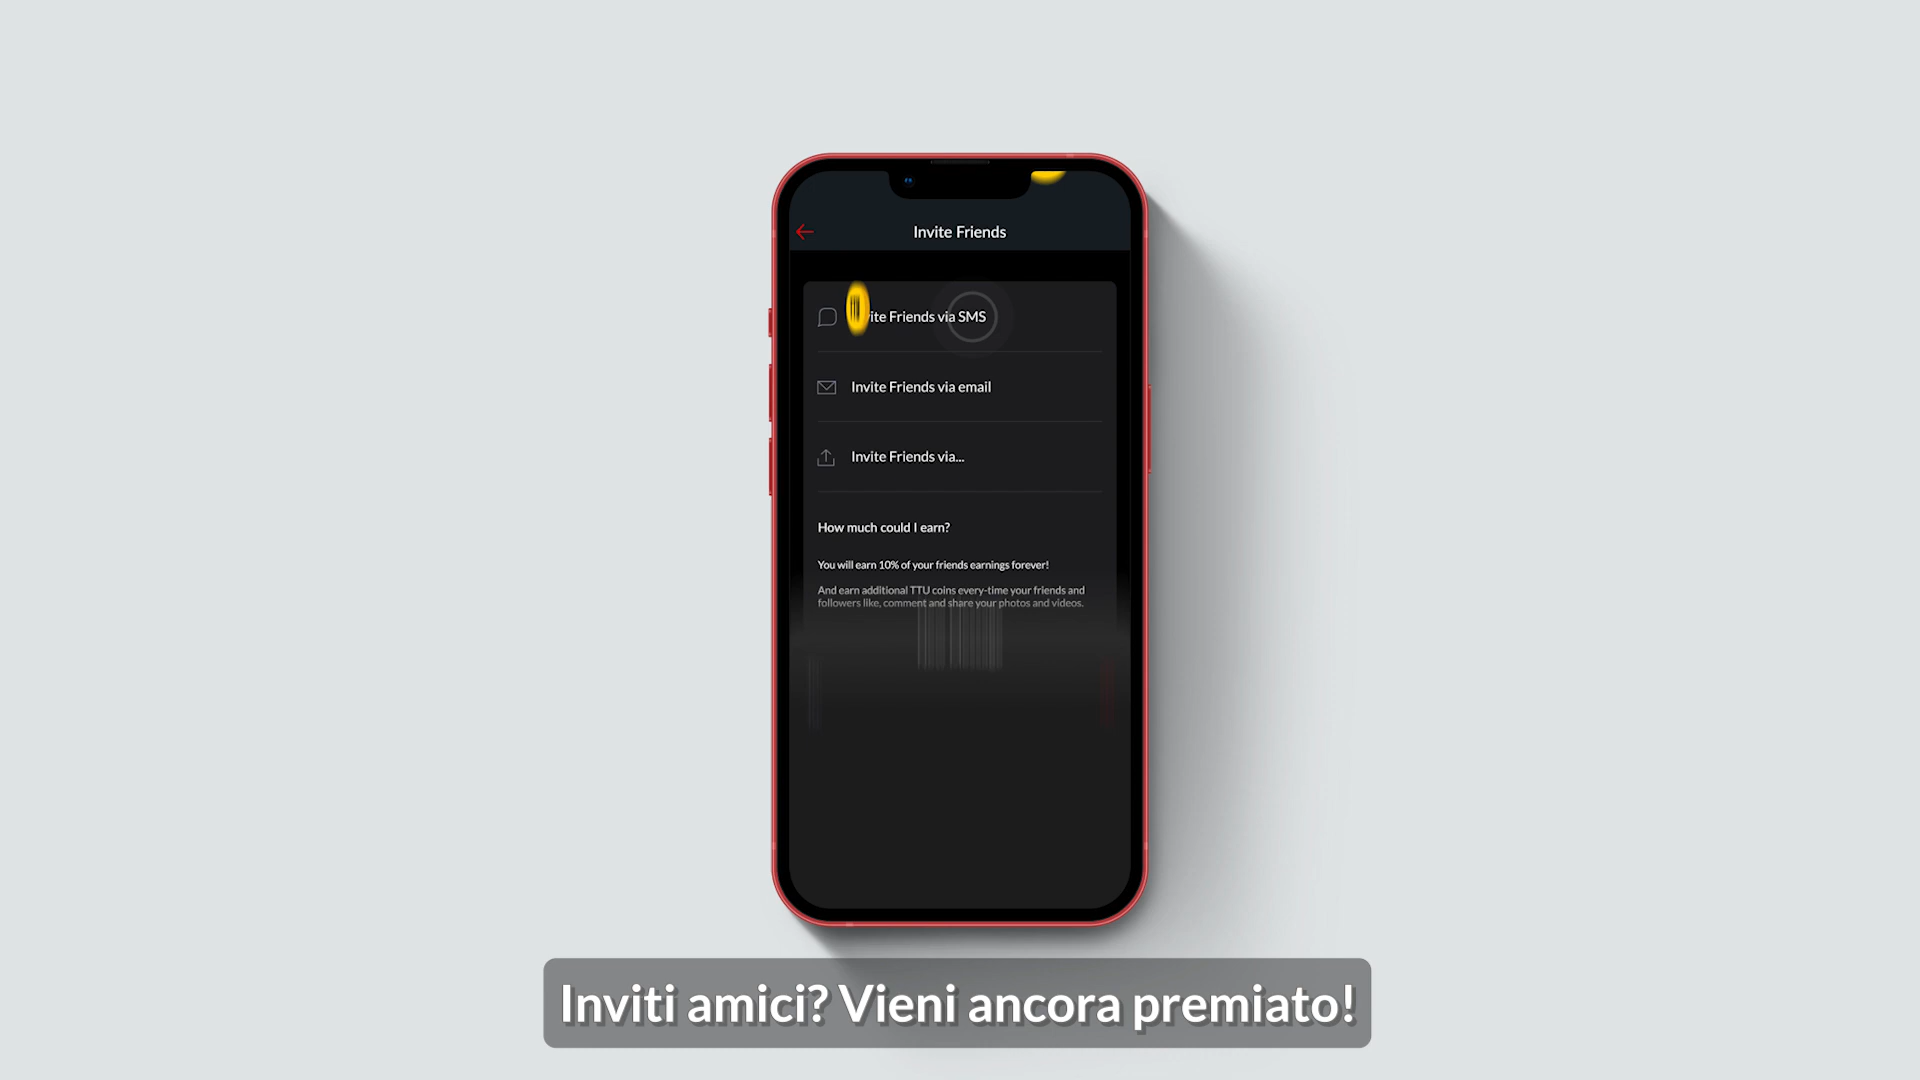 Invite Friends
ite Friends via SMS
Invite Friends via email
Invite Friends via...
How much could I earn?
You will earn 10% of your friends earnings forever!
And earn additional TTU coins every-time your friends and
followers like, comment and share your photos and videos.
Inviti amici? Vieni ancora premiato!